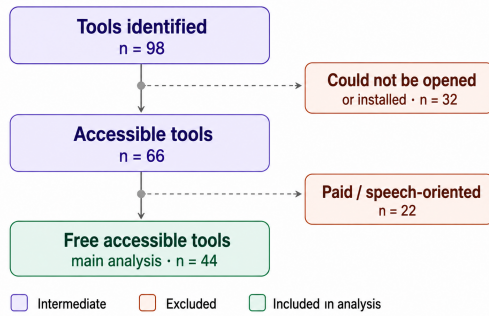 Tools identified
n = 98
Could not be opened
or installed · n = 32
Accessible tools
n = 66
Paid / speech-oriented
n = 22
Free accessible tools
main analysis · n = 44
Intermediate
Excluded
Included in analysis